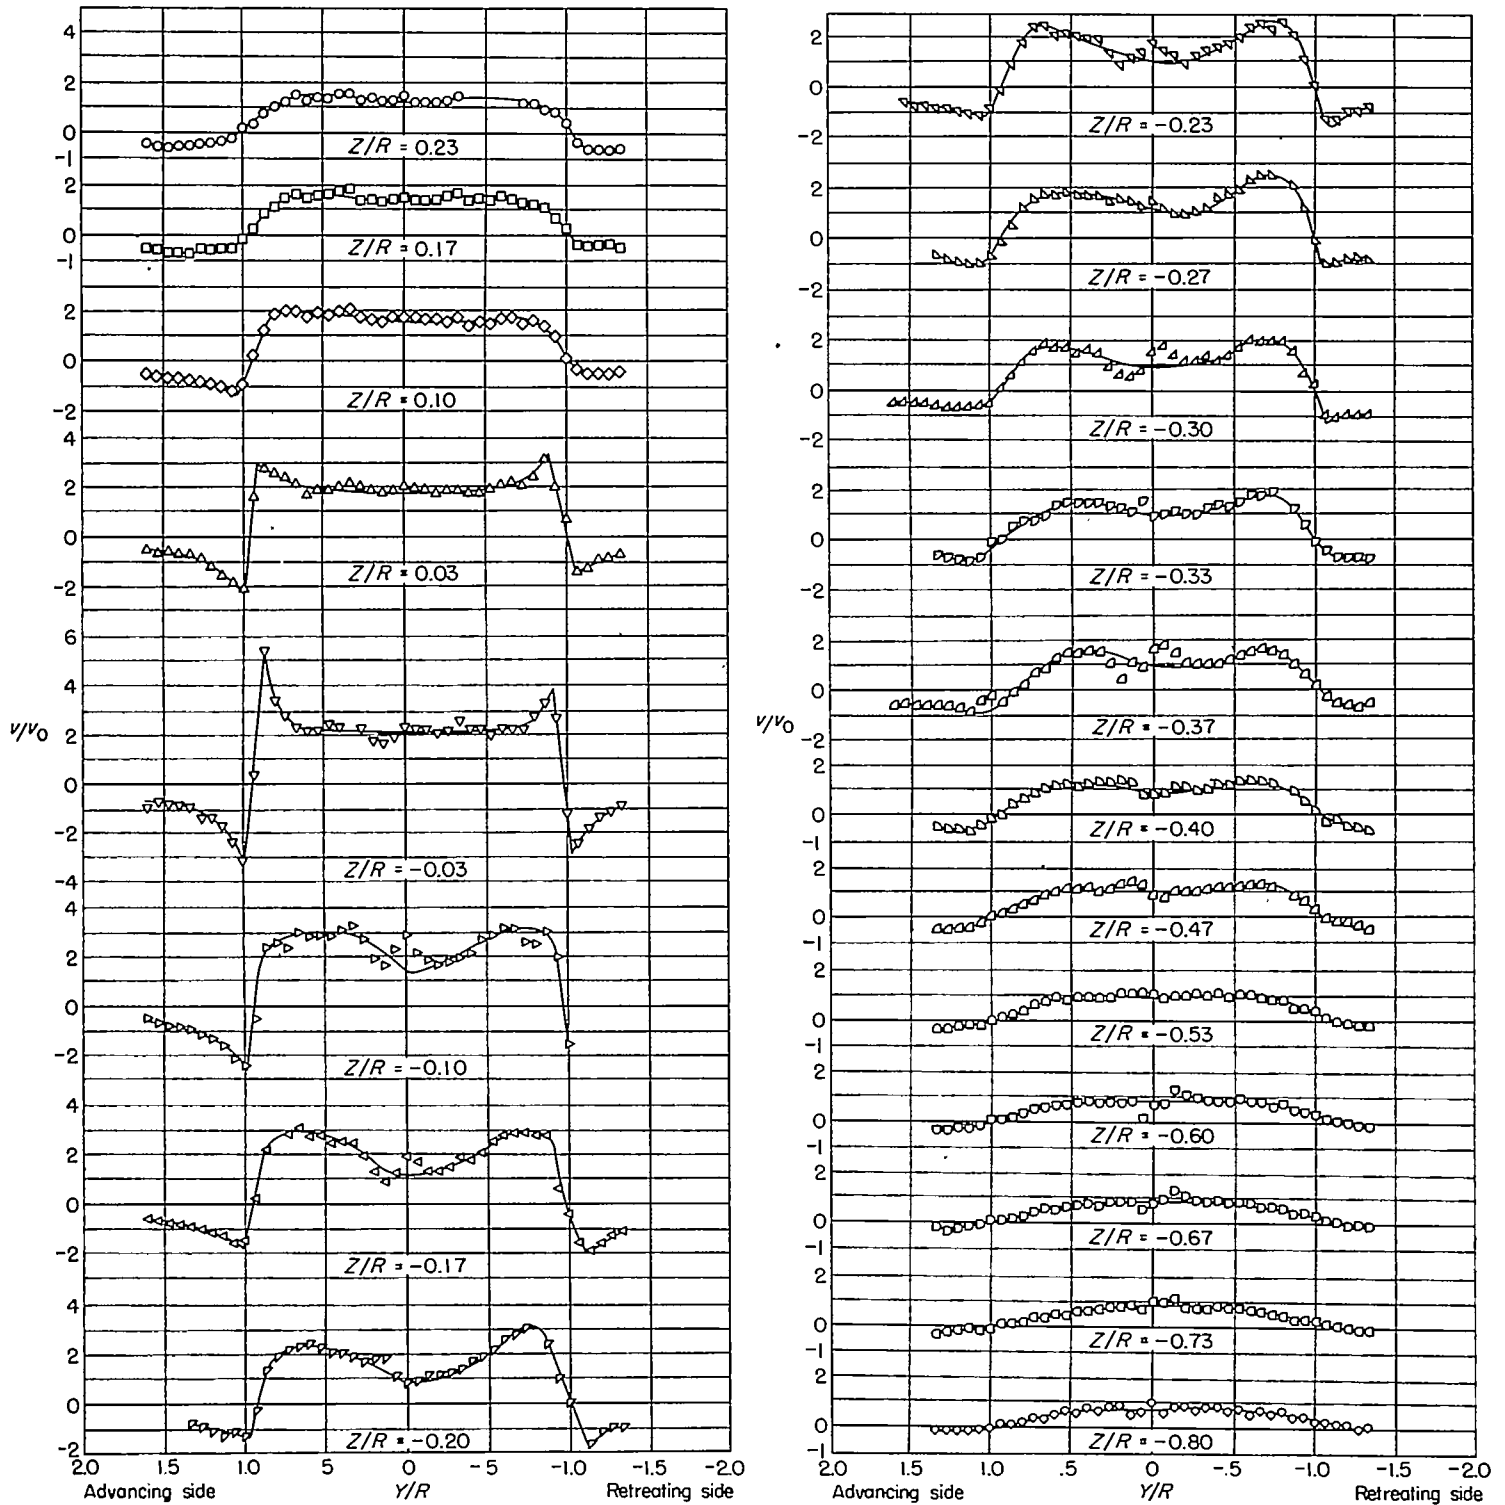 4
2
0
-1
Z/R = 0.23
2
0
-1
Z/R = 0.17
2
0
-2
Z/R = 0.10
4
2
0
-2
Z/R = 0.03
6
4
2
0
-2
-4
v/v0
Z/R = -0.03
4
2
0
-2
Z/R = -0.10
4
2
0
-2
Z/R = -0.17
4
2
0
-2
Z/R = -0.20
2.0 1.5 1.0 5 0 -5 -1.0 -1.5 -2.0
Advancing side Y/R Retreating side
2
0
-2
Z/R = -0.23
2
0
-2
Z/R = -0.27
2
0
-2
Z/R = -0.30
2
0
-2
Z/R = -0.33
2
0
-2
v/v0
Z/R = -0.37
2
0
-1
Z/R = -0.40
2
0
-1
Z/R = -0.47
2
0
-1
Z/R = -0.53
2
0
-1
Z/R = -0.60
2
0
-1
Z/R = -0.67
2
0
-1
Z/R = -0.73
2
0
-1
Z/R = -0.80
2.0 1.5 1.0 .5 0 -.5 -1.0 -1.5 -2.0
Advancing side Y/R Retreating side